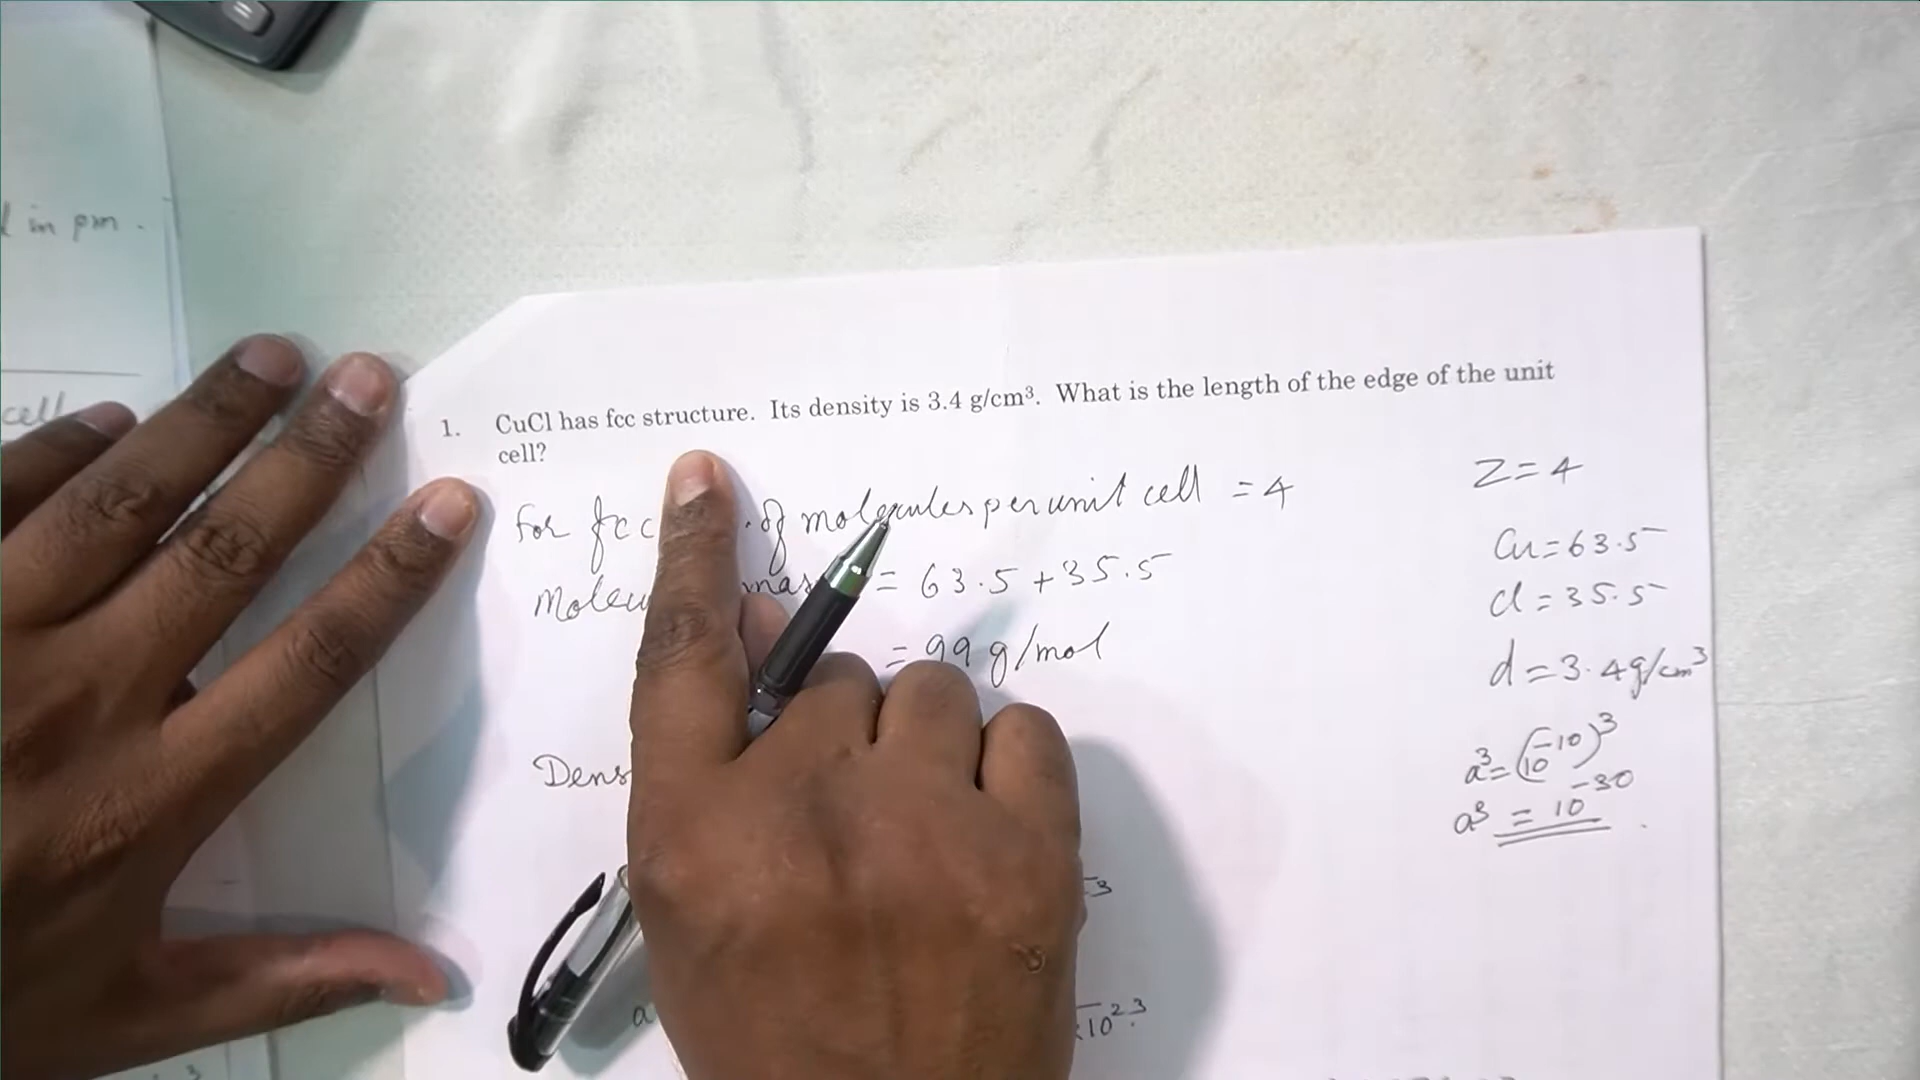 l in pm.
cell
1. CuCl has fcc structure. Its density is 3.4 g/cm³. What is the length of the edge of the unit
cell?
For fcc . of molecules per unit cell = 4
= 63.5 + 35.5
= 99 g/mol
Z = 4
Cu = 63.5
Cl = 35.5
d = 3.4 g/cm³
a³ = (10⁻¹⁰)³
a³ = 10⁻³⁰
a
10²³